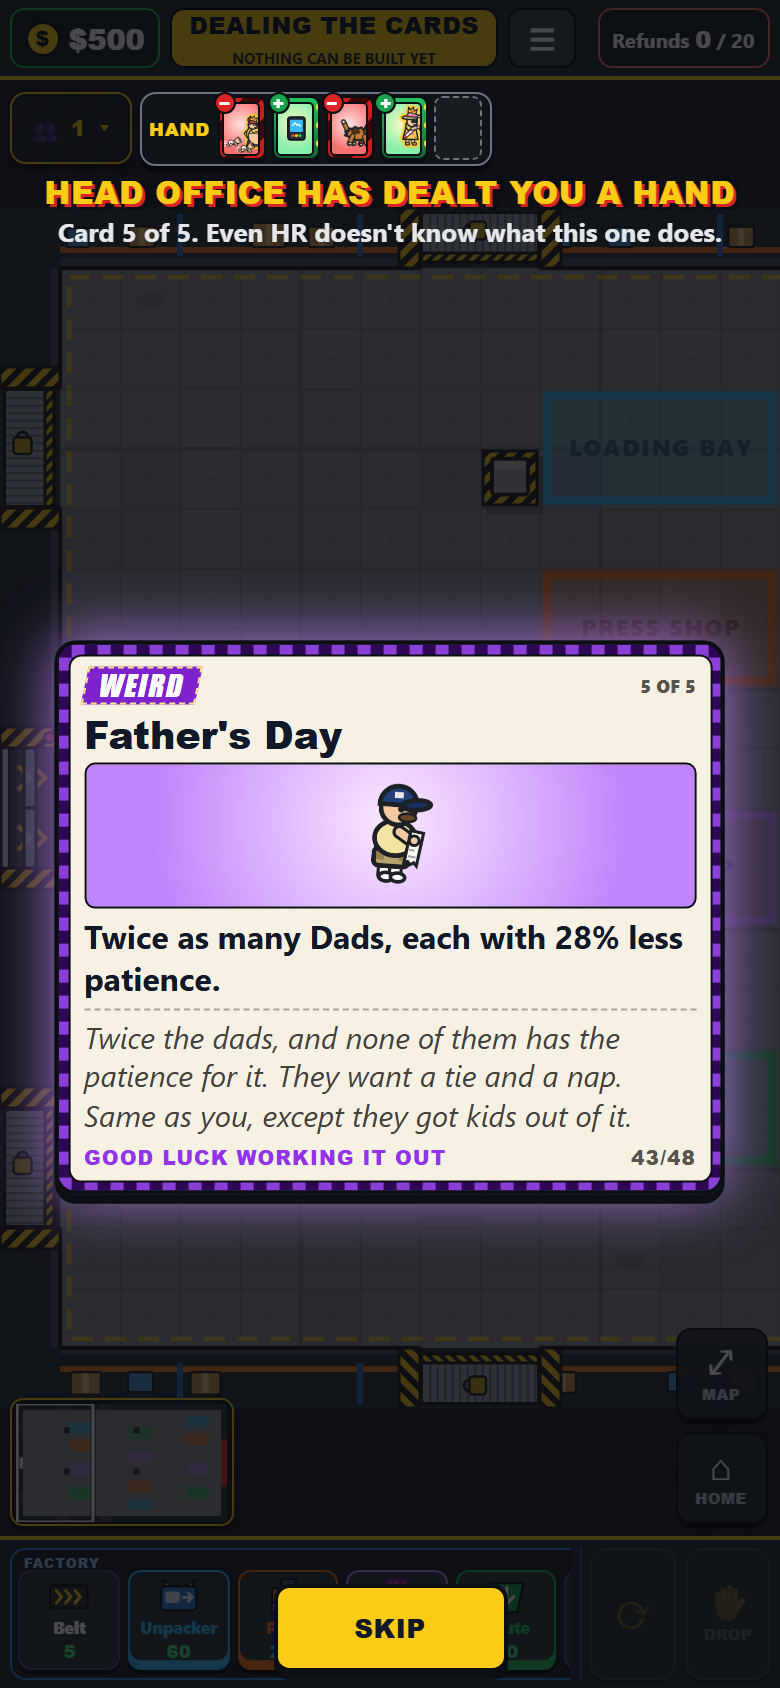 $500
DEALING THE CARDS
NOTHING CAN BE BUILT YET
Refunds 0 / 20
1
HAND
HEAD OFFICE HAS DEALT YOU A HAND
Card 5 of 5. Even HR doesn't know what this one does.
LOADING BAY
PRESS SHOP
WEIRD
5 OF 5
Father's Day
Twice as many Dads, each with 28% less
patience.
Twice the dads, and none of them has the
patience for it. They want a tie and a nap.
Same as you, except they got kids out of it.
GOOD LUCK WORKING IT OUT
43/48
MAP
HOME
FACTORY
Belt
5
Unpacker
60
SKIP
DROP